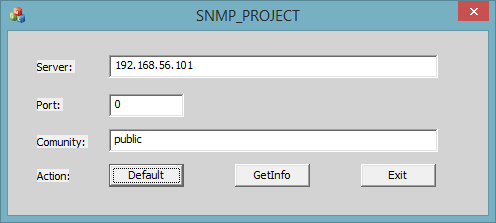 SNMP_PROJECT
Server: 192.168.56.101
Port: 0
Comunity: public
Action: Default GetInfo Exit